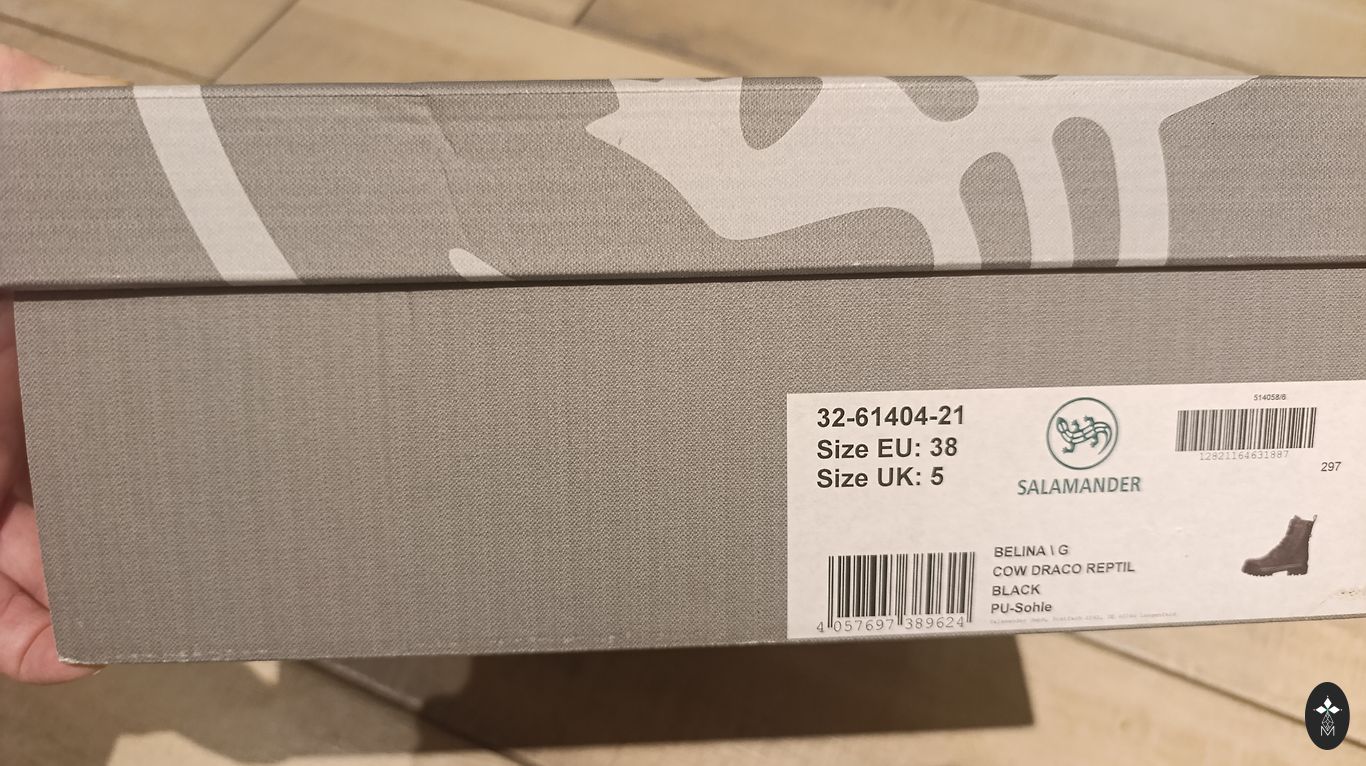 32-61404-21
Size EU: 38
Size UK: 5
SALAMANDER
514058/6
12821164631887
297
4 057697 389624
BELINA \ G
COW DRACO REPTIL
BLACK
PU-Sohle